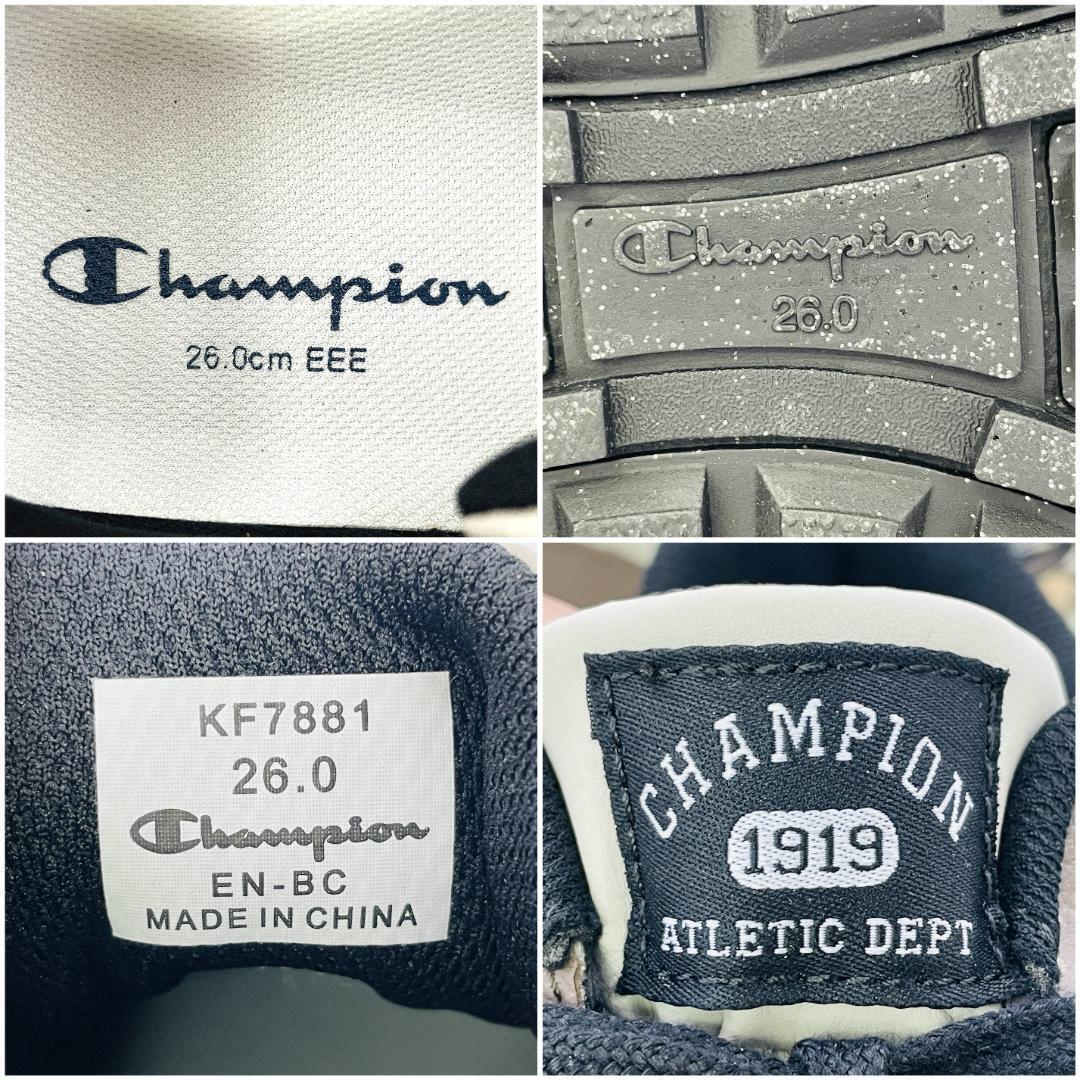 Champion
26.0cm EEE
Champion
26.0
KF7881
26.0
Champion
EN-BC
MADE IN CHINA
CHAMPION
1919
ATLETIC DEPT